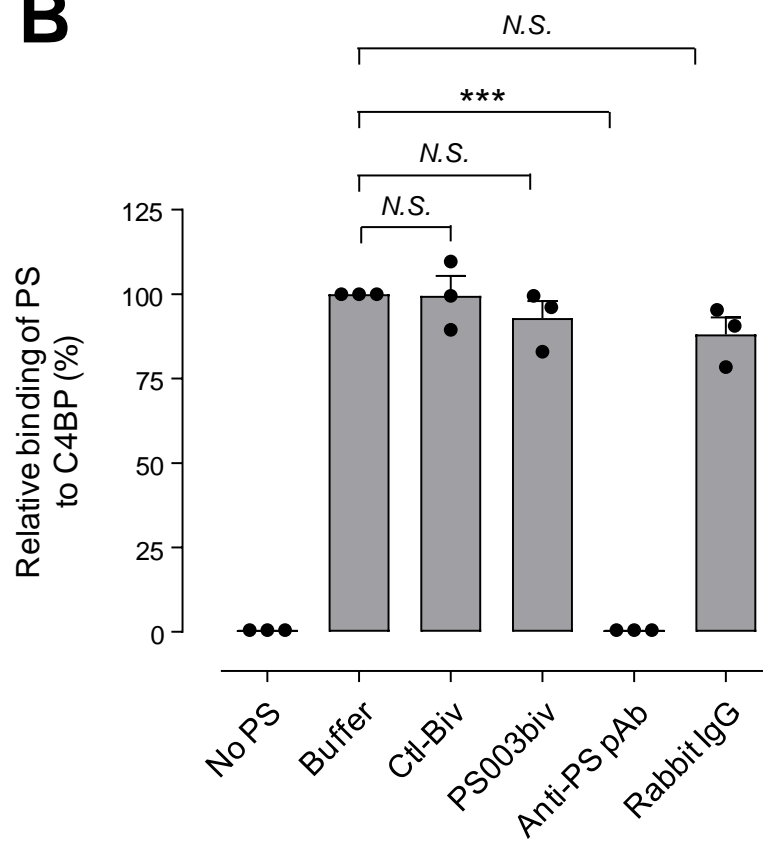 B
N.S.
***
N.S.
N.S.
125
100
75
50
25
0
Relative binding of PS
to C4BP (%)
No PS
Buffer
Ctl-Biv
PS003biv
Anti-PS pAb
Rabbit IgG